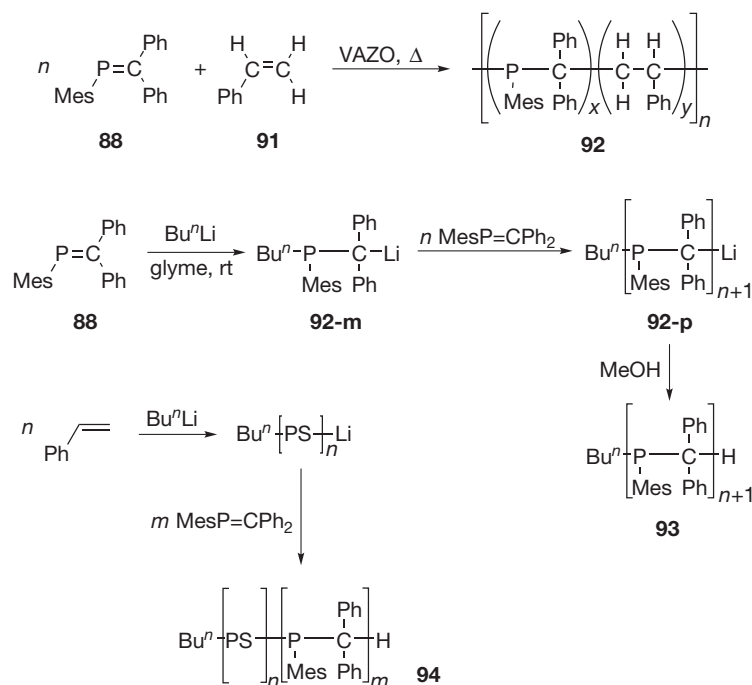 n P=C Ph Ph Mes + H H C=C Ph H VAZO, Δ [ ( P Mes Ph C Ph )x ( H C H H C Ph )y ]n
88 91 92
P=C Ph Ph Mes BuⁿLi glyme, rt Buⁿ P Mes Ph C Ph Li n MesP=CPh₂ Buⁿ [ P Mes Ph C Ph ]n+1 Li
88 92-m 92-p
MeOH
n Ph BuⁿLi Buⁿ [PS]n Li
Buⁿ [ P Mes Ph C Ph ]n+1 H
m MesP=CPh₂
93
Buⁿ [PS]n [ P Mes Ph C Ph ]m H 94